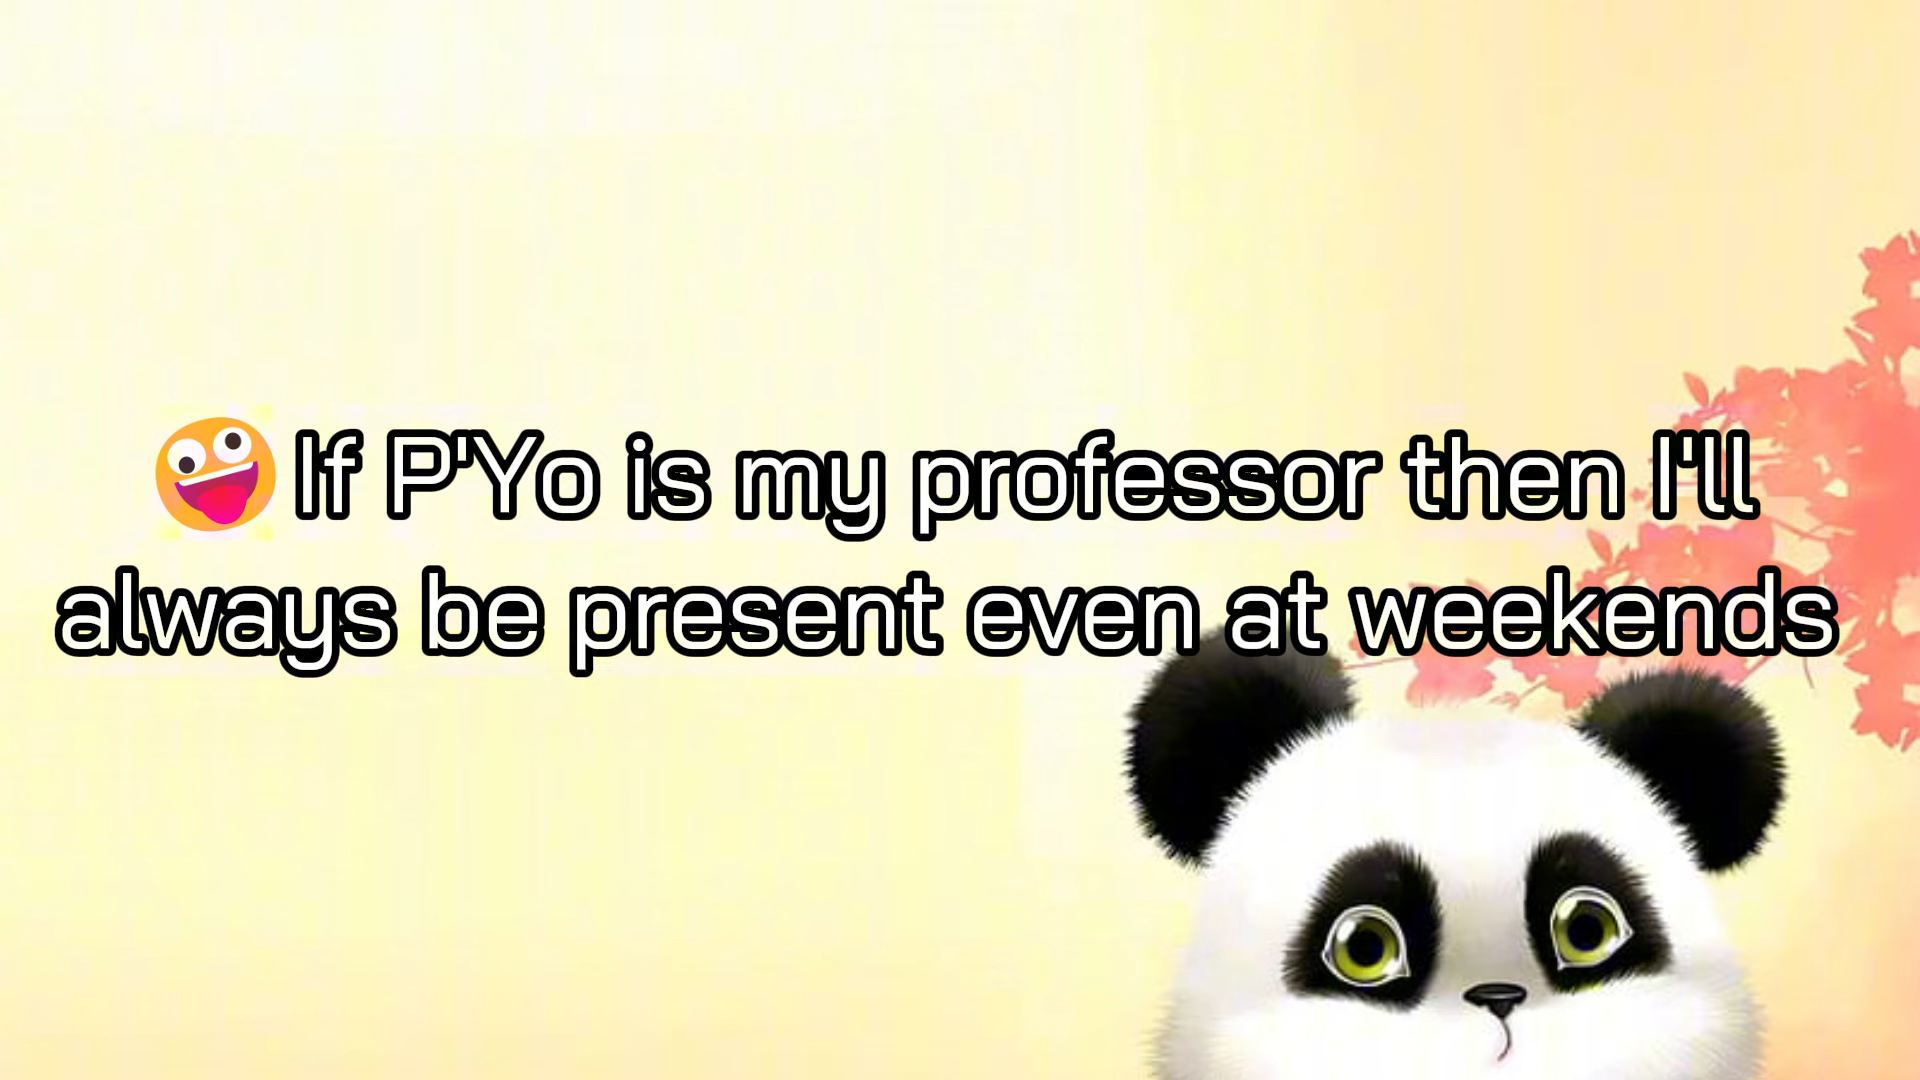 🤪 If P'Yo is my professor then I'll
always be present even at weekends